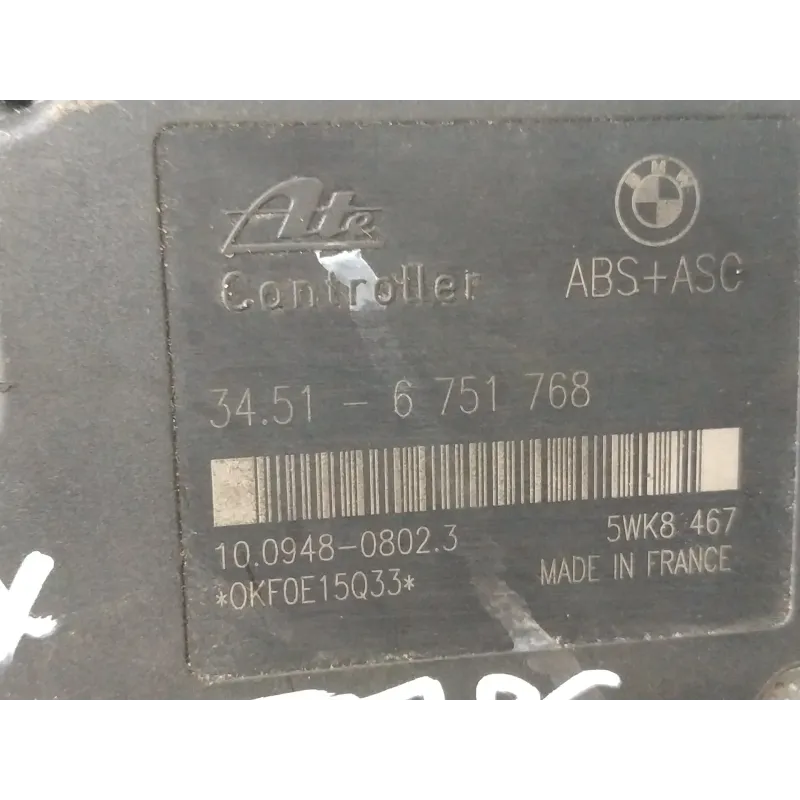 Ate
BMW
Controller
ABS+ASC
34.51 - 6 751 768
10.0948-0802.3
5WK8 467
*0KF0E15Q33*
MADE IN FRANCE